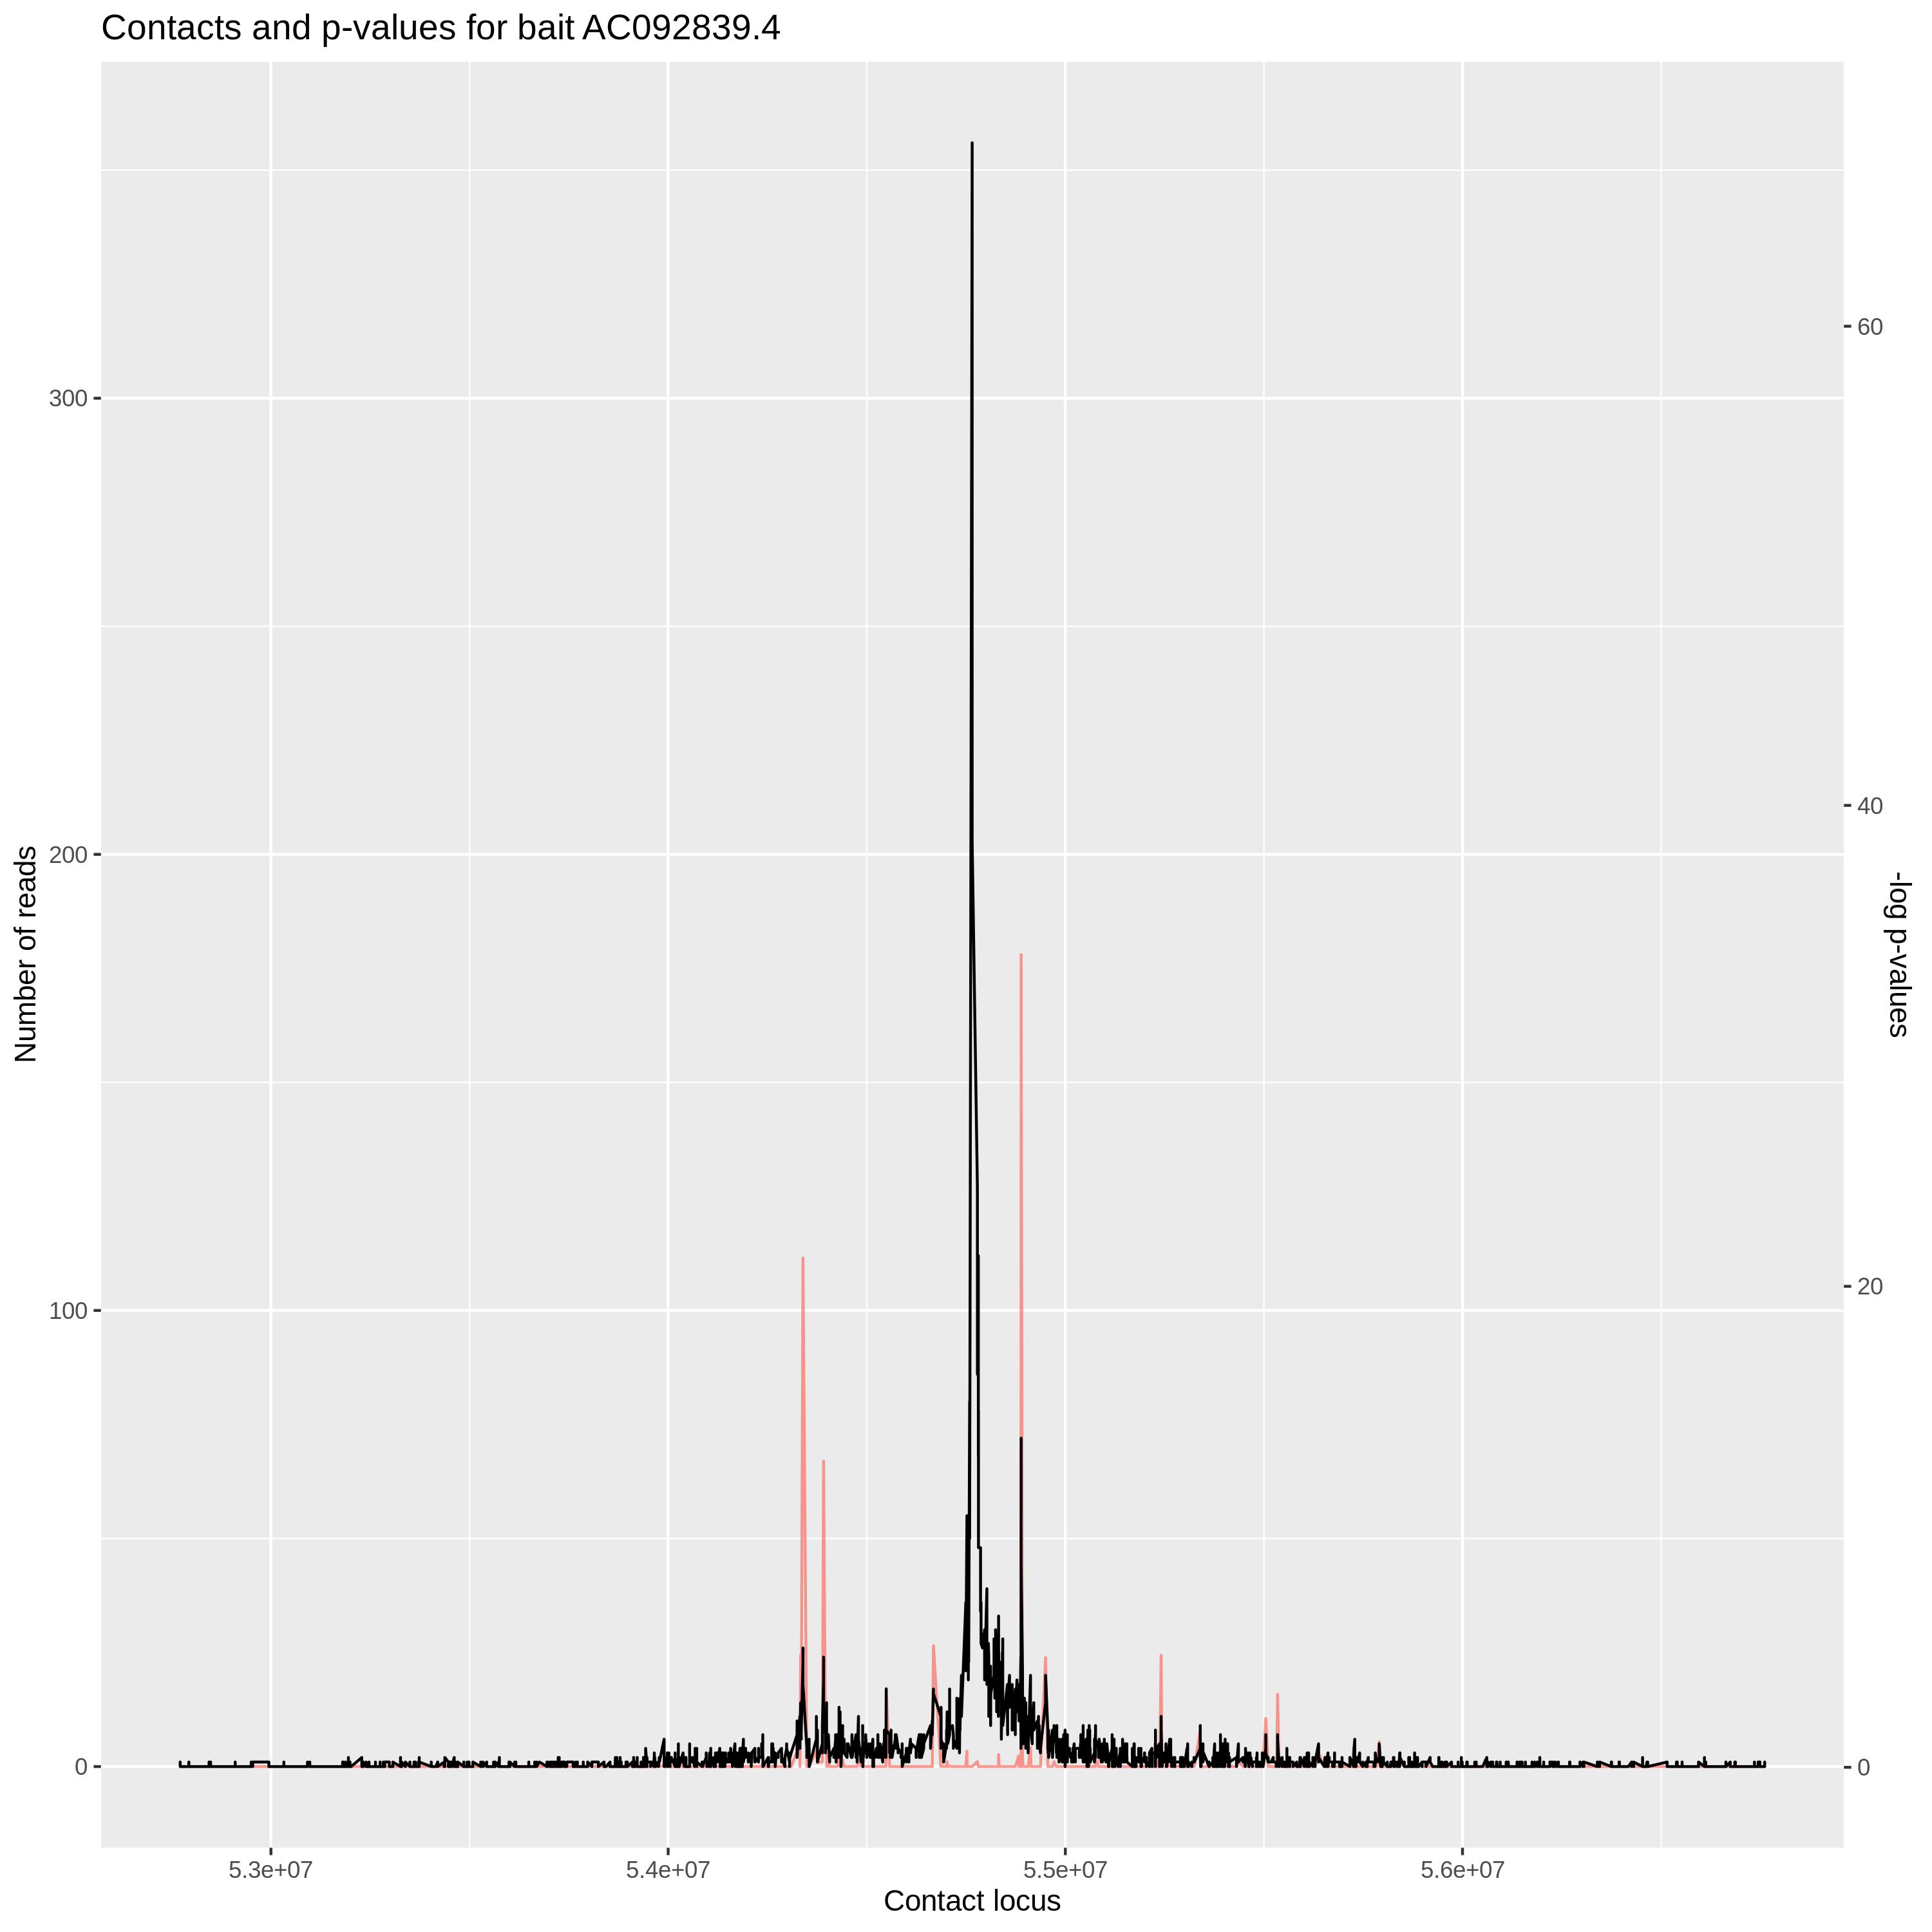 Contacts and p-values for bait AC092839.4
Number of reads
300
200
100
0
60
40
20
0
-log p-values
5.3e+07
5.4e+07
5.5e+07
5.6e+07
Contact locus